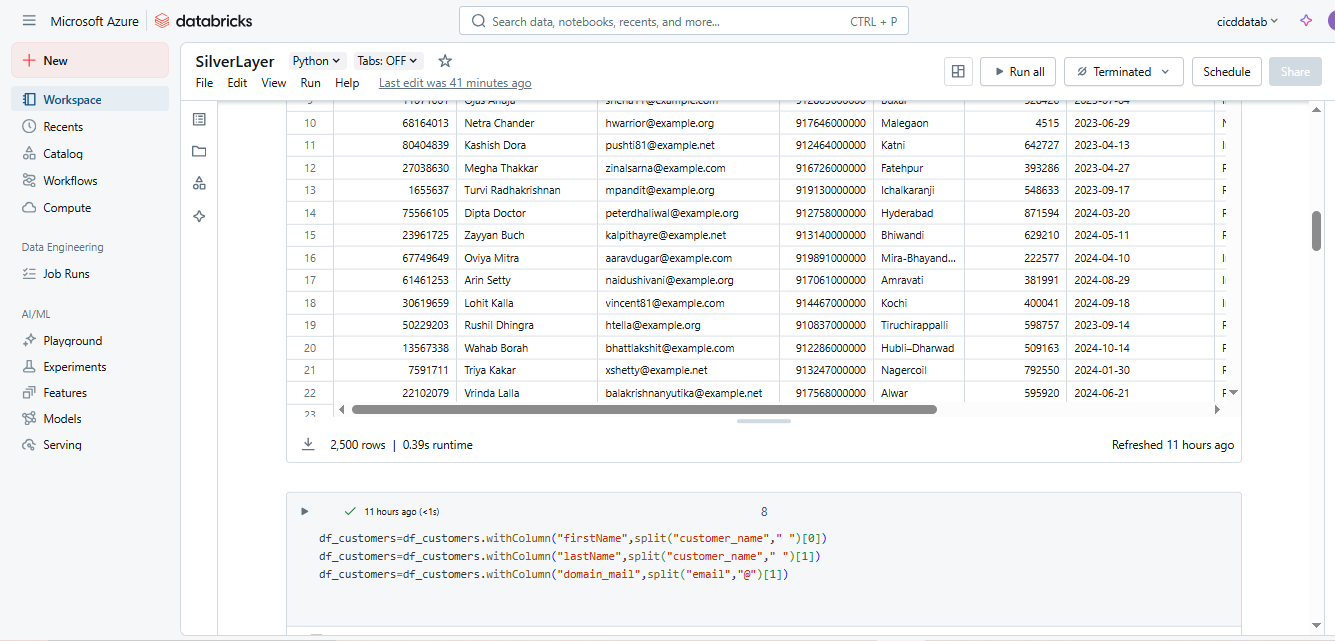 Microsoft Azure databricks Search data, notebooks, recents, and more... CTRL + P cicddatab
New
Workspace
Recents
Catalog
Workflows
Compute
Data Engineering
Job Runs
AI/ML
Playground
Experiments
Features
Models
Serving
SilverLayer Python Tabs: OFF
File Edit View Run Help Last edit was 41 minutes ago
Run all Terminated Schedule Share
10 68164013 Netra Chander hwarrior@example.org 917646000000 Malegaon 4515 2023-06-29
11 80404839 Kashish Dora pushti81@example.net 912464000000 Katni 642727 2023-04-13
12 27038630 Megha Thakkar zinalsarna@example.com 916726000000 Fatehpur 393286 2023-04-27
13 1655637 Turvi Radhakrishnan mpandit@example.org 919130000000 Ichalkaranji 548633 2023-09-17
14 75566105 Dipta Doctor peterdhaliwal@example.org 912758000000 Hyderabad 871594 2024-03-20
15 23961725 Zayyan Buch kalpithayre@example.net 913140000000 Bhiwandi 629210 2024-05-11
16 67749649 Oviya Mitra aaravdugar@example.com 919891000000 Mira-Bhayand... 222577 2024-04-10
17 61461253 Arin Setty naidushivani@example.org 917061000000 Amravati 381991 2024-08-29
18 30619659 Lohit Kalla vincent81@example.com 914467000000 Kochi 400041 2024-09-18
19 50229203 Rushil Dhingra htella@example.org 910837000000 Tiruchirappalli 598757 2023-09-14
20 13567338 Wahab Borah bhattlakshit@example.com 912286000000 Hubli–Dharwad 509163 2024-10-14
21 7591711 Triya Kakar xshetty@example.net 913247000000 Nagercoil 792550 2024-01-30
22 22102079 Vrinda Lalla balakrishnanyutika@example.net 917568000000 Alwar 595920 2024-06-21
23
2,500 rows | 0.39s runtime Refreshed 11 hours ago
11 hours ago (<1s) 8
df_customers=df_customers.withColumn("firstName",split("customer_name"," ")[0])
df_customers=df_customers.withColumn("lastName",split("customer_name"," ")[1])
df_customers=df_customers.withColumn("domain_mail",split("email","@")[1])